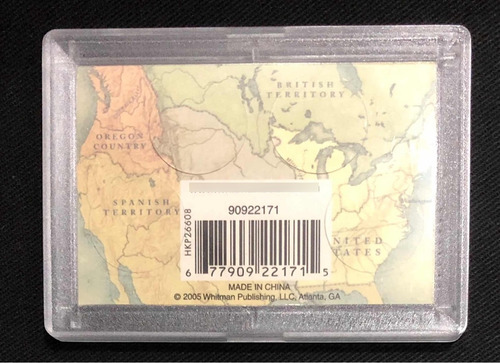 BRITISH
TERRITORY
OREGON
COUNTRY
SPANISH
TERRITORY
Washington
NITED
TATES
HKP26608
90922171
6 77909 22171 5
MADE IN CHINA
© 2005 Whitman Publishing, LLC, Atlanta, GA